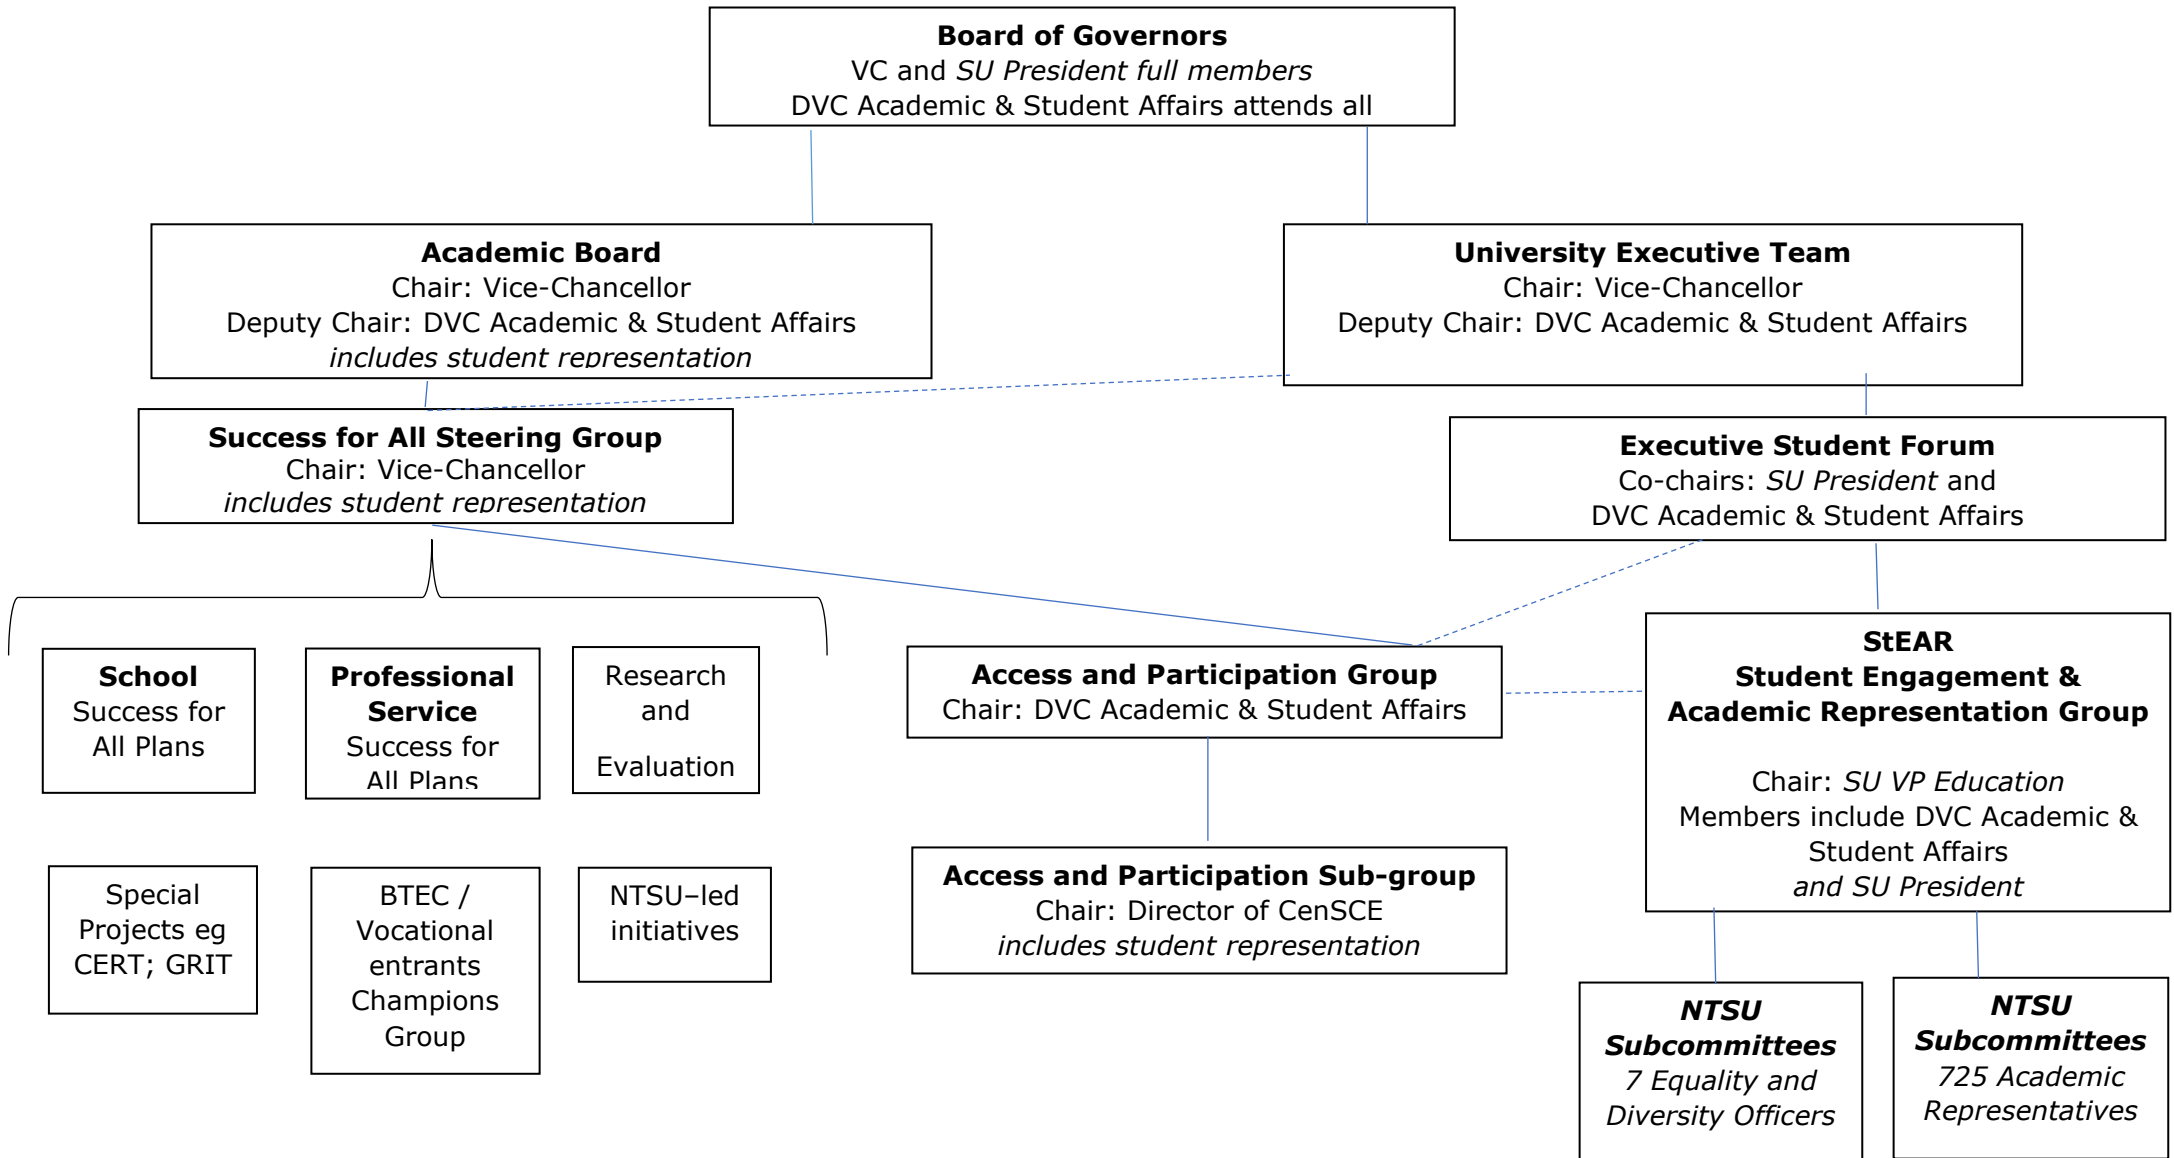 Board of Governors
VC and SU President full members
DVC Academic & Student Affairs attends all
Academic Board
Chair: Vice-Chancellor
Deputy Chair: DVC Academic & Student Affairs
includes student representation
University Executive Team
Chair: Vice-Chancellor
Deputy Chair: DVC Academic & Student Affairs
Success for All Steering Group
Chair: Vice-Chancellor
includes student representation
Executive Student Forum
Co-chairs: SU President and
DVC Academic & Student Affairs
School
Success for
All Plans
Professional
Service
Success for
All Plans
Research
and
Evaluation
Access and Participation Group
Chair: DVC Academic & Student Affairs
StEAR
Student Engagement &
Academic Representation Group
Chair: SU VP Education
Members include DVC Academic &
Student Affairs
and SU President
Special
Projects eg
CERT; GRIT
BTEC /
Vocational
entrants
Champions
Group
NTSU–led
initiatives
Access and Participation Sub-group
Chair: Director of CenSCE
includes student representation
NTSU
Subcommittees
7 Equality and
Diversity Officers
NTSU
Subcommittees
725 Academic
Representatives